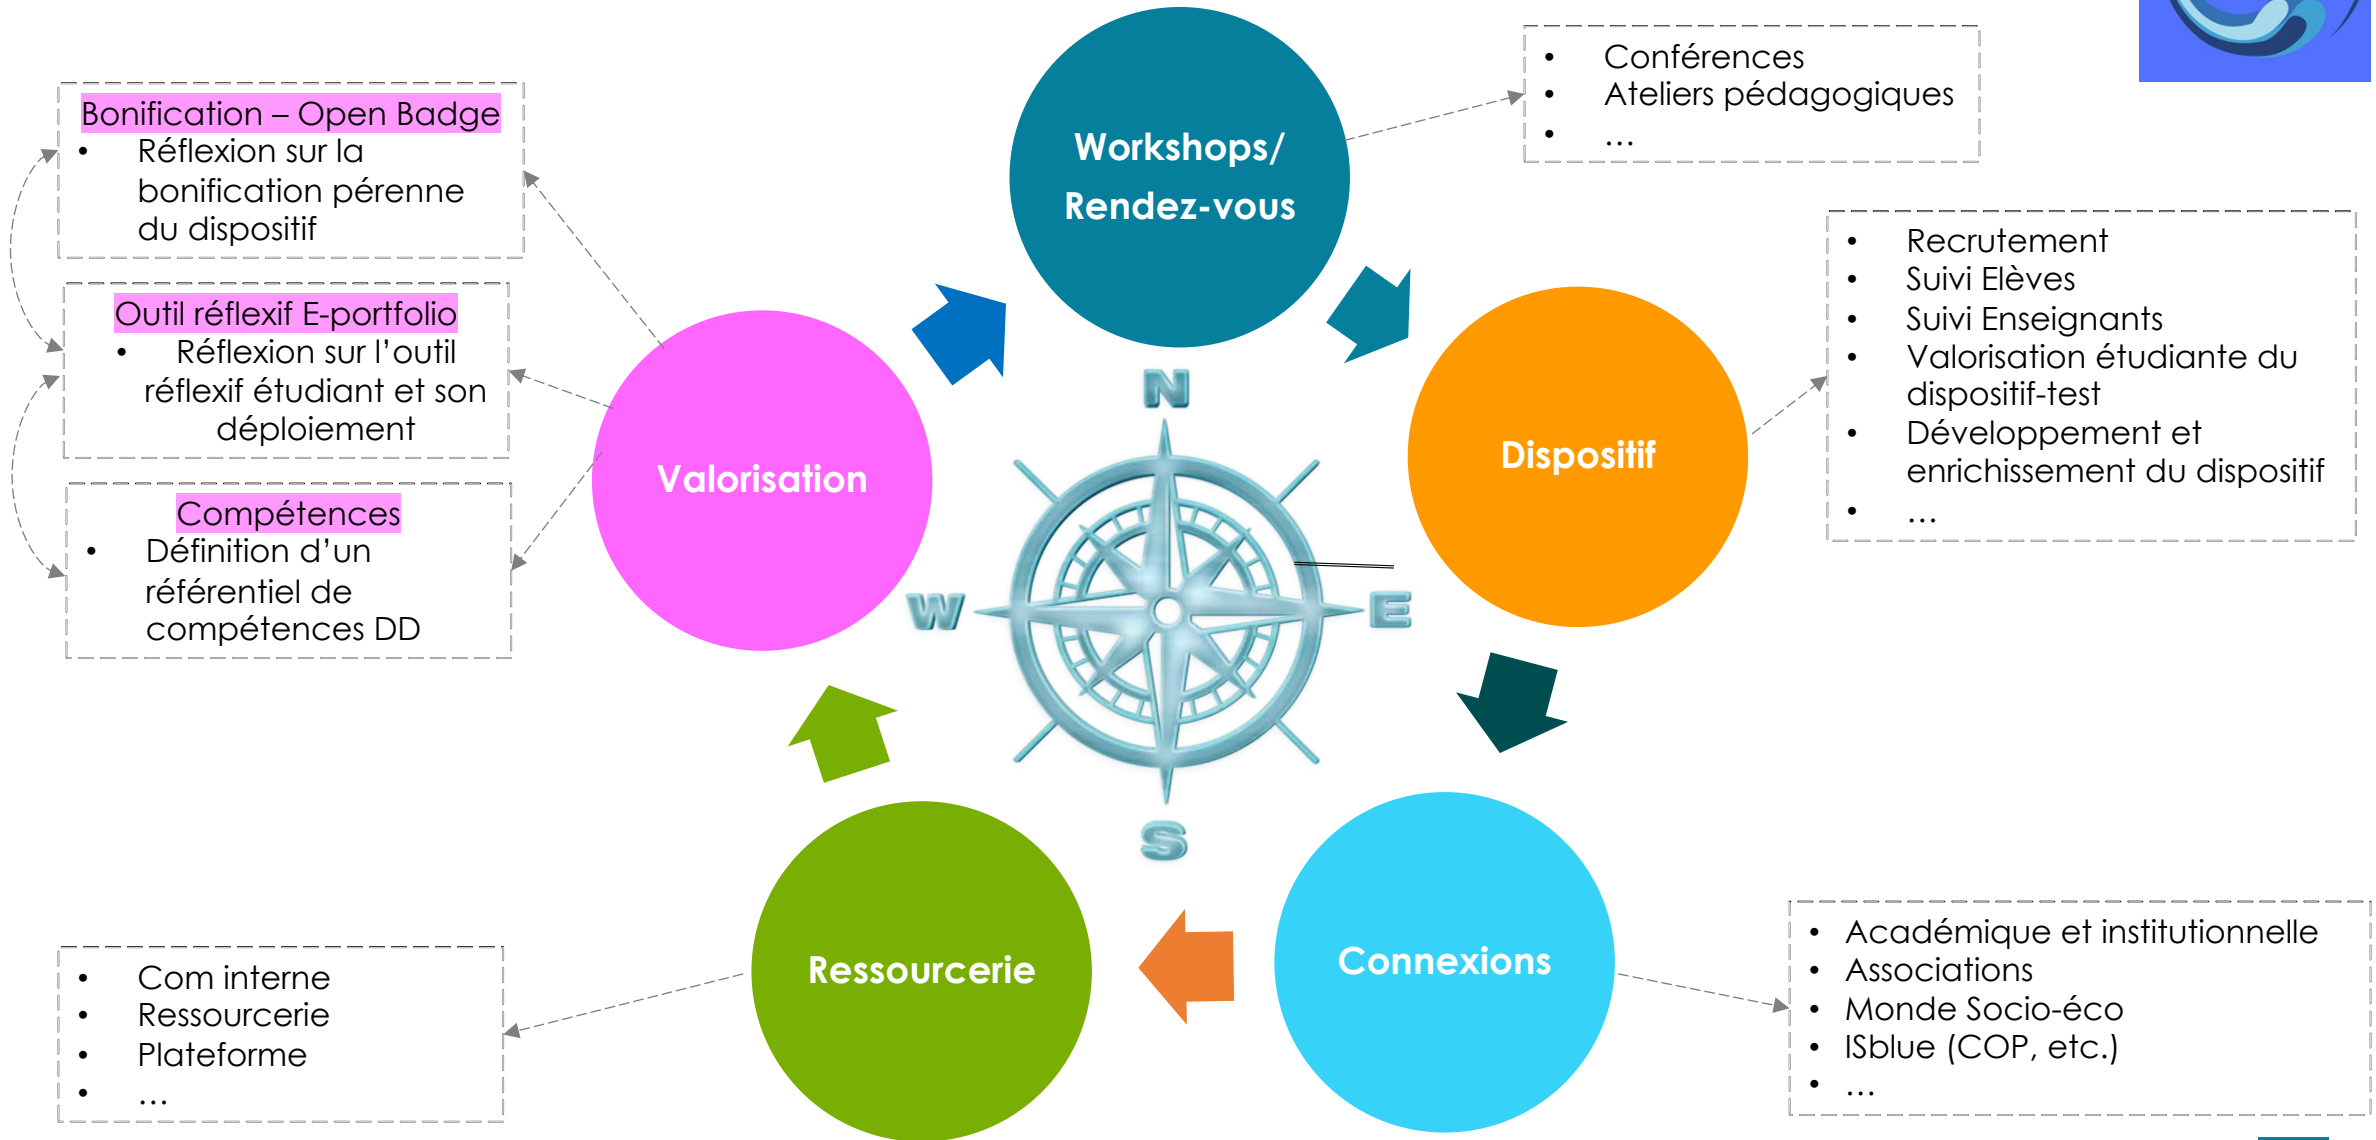 Workshops/
Rendez-vous
• Conférences
• Ateliers pédagogiques
• ...
Bonification – Open Badge
• Réflexion sur la
bonification pérenne
du dispositif
Outil réflexif E-portfolio
• Réflexion sur l’outil
réflexif étudiant et son
déploiement
Compétences
• Définition d’un
référentiel de
compétences DD
Valorisation
Dispositif
• Recrutement
• Suivi Elèves
• Suivi Enseignants
• Valorisation étudiante du
dispositif-test
• Développement et
enrichissement du dispositif
• ...
N
W
E
S
Ressourcerie
• Com interne
• Ressourcerie
• Plateforme
• ...
Connexions
• Académique et institutionnelle
• Associations
• Monde Socio-éco
• ISblue (COP, etc.)
• ...